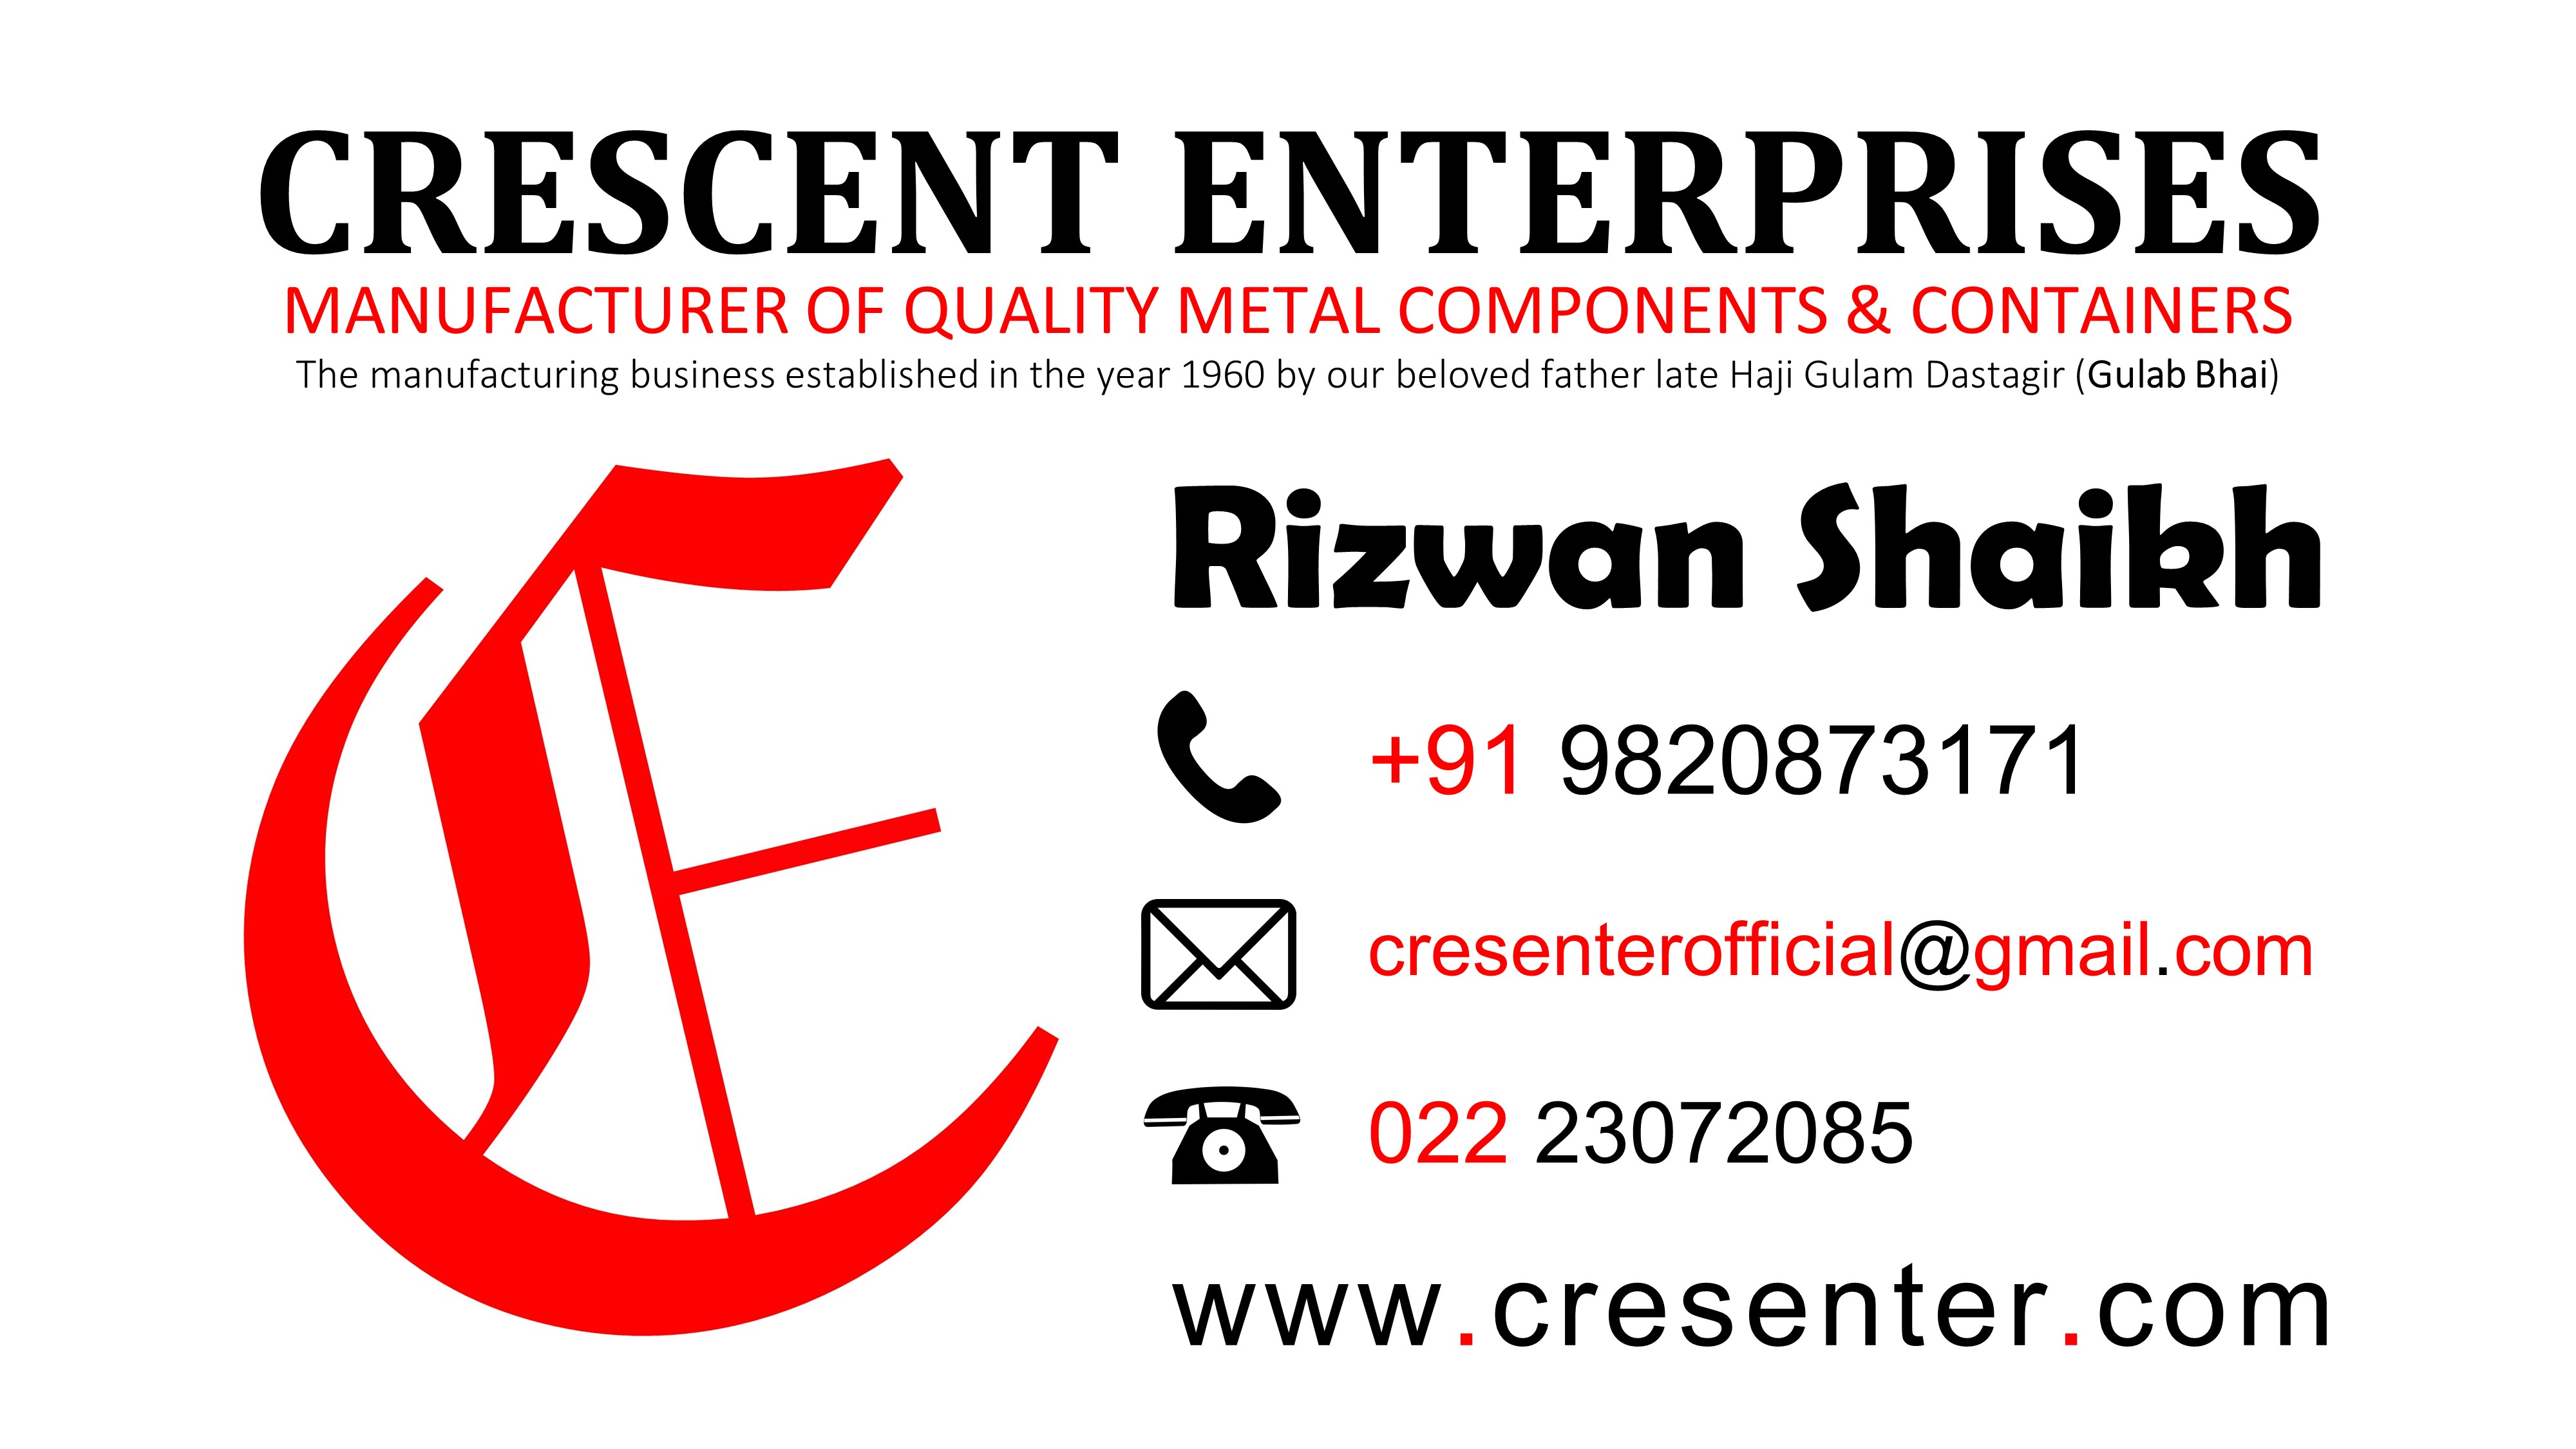 CRESCENT ENTERPRISES
MANUFACTURER OF QUALITY METAL COMPONENTS & CONTAINERS
The manufacturing business established in the year 1960 by our beloved father late Haji Gulam Dastagir (Gulab Bhai)
Rizwan Shaikh
+91 9820873171
cresenterofficial@gmail.com
022 23072085
www.cresenter.com